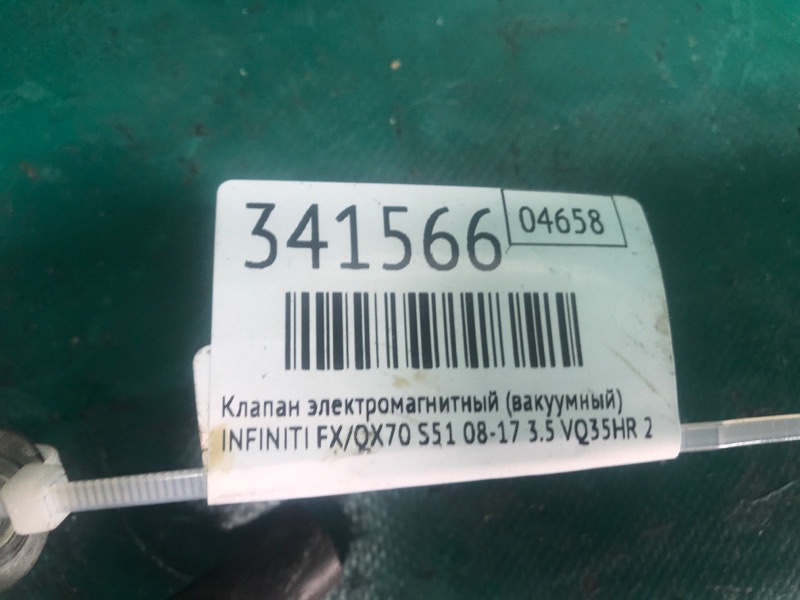 341566
04658
Клапан электромагнитный (вакуумный)
INFINITI FX/QX70 S51 08-17 3.5 VQ35HR 2